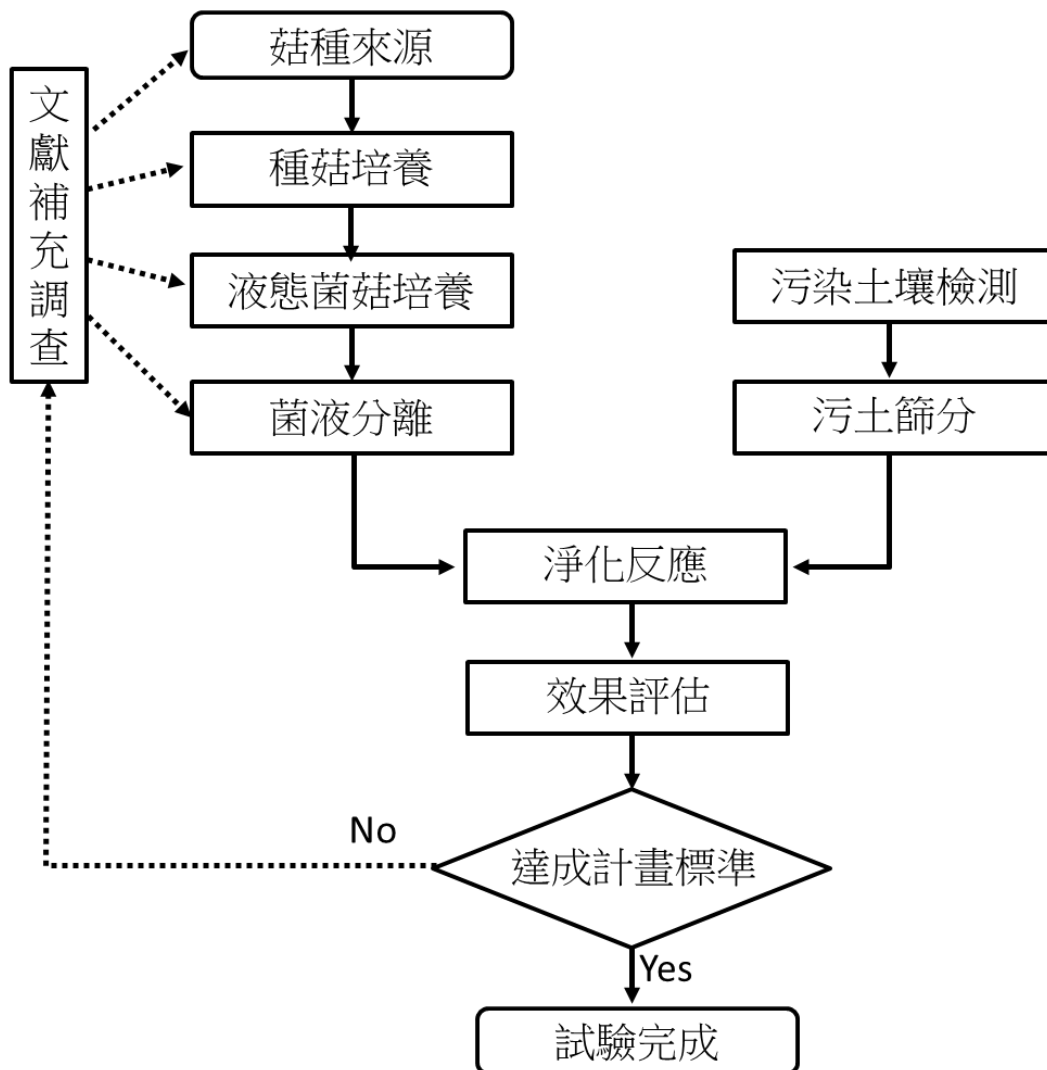 菇種來源
文獻補充調查
種菇培養
液態菌菇培養
污染土壤檢測
菌液分離
污土篩分
淨化反應
效果評估
No
達成計畫標準
Yes
試驗完成